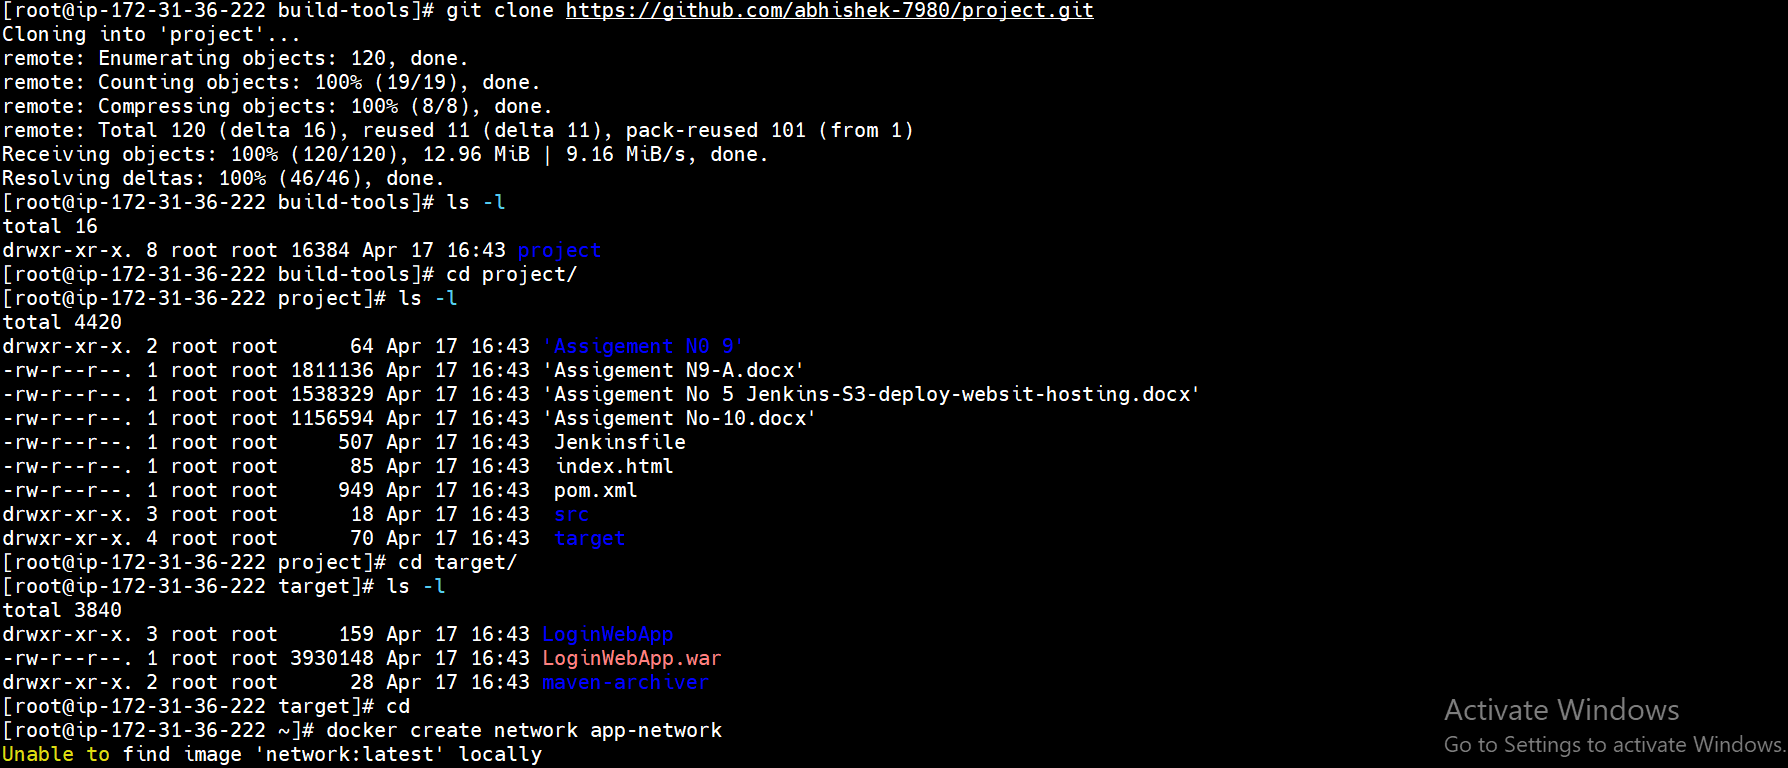 [root@ip-172-31-36-222 build-tools]# git clone https://github.com/abhishek-7980/project.git
Cloning into 'project'...
remote: Enumerating objects: 120, done.
remote: Counting objects: 100% (19/19), done.
remote: Compressing objects: 100% (8/8), done.
remote: Total 120 (delta 16), reused 11 (delta 11), pack-reused 101 (from 1)
Receiving objects: 100% (120/120), 12.96 MiB | 9.16 MiB/s, done.
Resolving deltas: 100% (46/46), done.
[root@ip-172-31-36-222 build-tools]# ls -l
total 16
drwxr-xr-x. 8 root root 16384 Apr 17 16:43 project
[root@ip-172-31-36-222 build-tools]# cd project/
[root@ip-172-31-36-222 project]# ls -l
total 4420
drwxr-xr-x. 2 root root      64 Apr 17 16:43 'Assigement N0 9'
-rw-r--r--. 1 root root 1811136 Apr 17 16:43 'Assigement N9-A.docx'
-rw-r--r--. 1 root root 1538329 Apr 17 16:43 'Assigement No 5 Jenkins-S3-deploy-websit-hosting.docx'
-rw-r--r--. 1 root root 1156594 Apr 17 16:43 'Assigement No-10.docx'
-rw-r--r--. 1 root root     507 Apr 17 16:43  Jenkinsfile
-rw-r--r--. 1 root root      85 Apr 17 16:43  index.html
-rw-r--r--. 1 root root     949 Apr 17 16:43  pom.xml
drwxr-xr-x. 3 root root      18 Apr 17 16:43  src
drwxr-xr-x. 4 root root      70 Apr 17 16:43  target
[root@ip-172-31-36-222 project]# cd target/
[root@ip-172-31-36-222 target]# ls -l
total 3840
drwxr-xr-x. 3 root root     159 Apr 17 16:43 LoginWebApp
-rw-r--r--. 1 root root 3930148 Apr 17 16:43 LoginWebApp.war
drwxr-xr-x. 2 root root      28 Apr 17 16:43 maven-archiver
[root@ip-172-31-36-222 target]# cd
[root@ip-172-31-36-222 ~]# docker create network app-network
Unable to find image 'network:latest' locally
Activate Windows
Go to Settings to activate Windows.